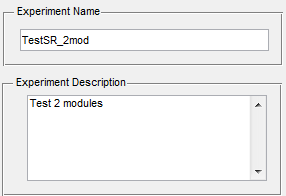 Experiment Name
TestSR_2mod
Experiment Description
Test 2 modules